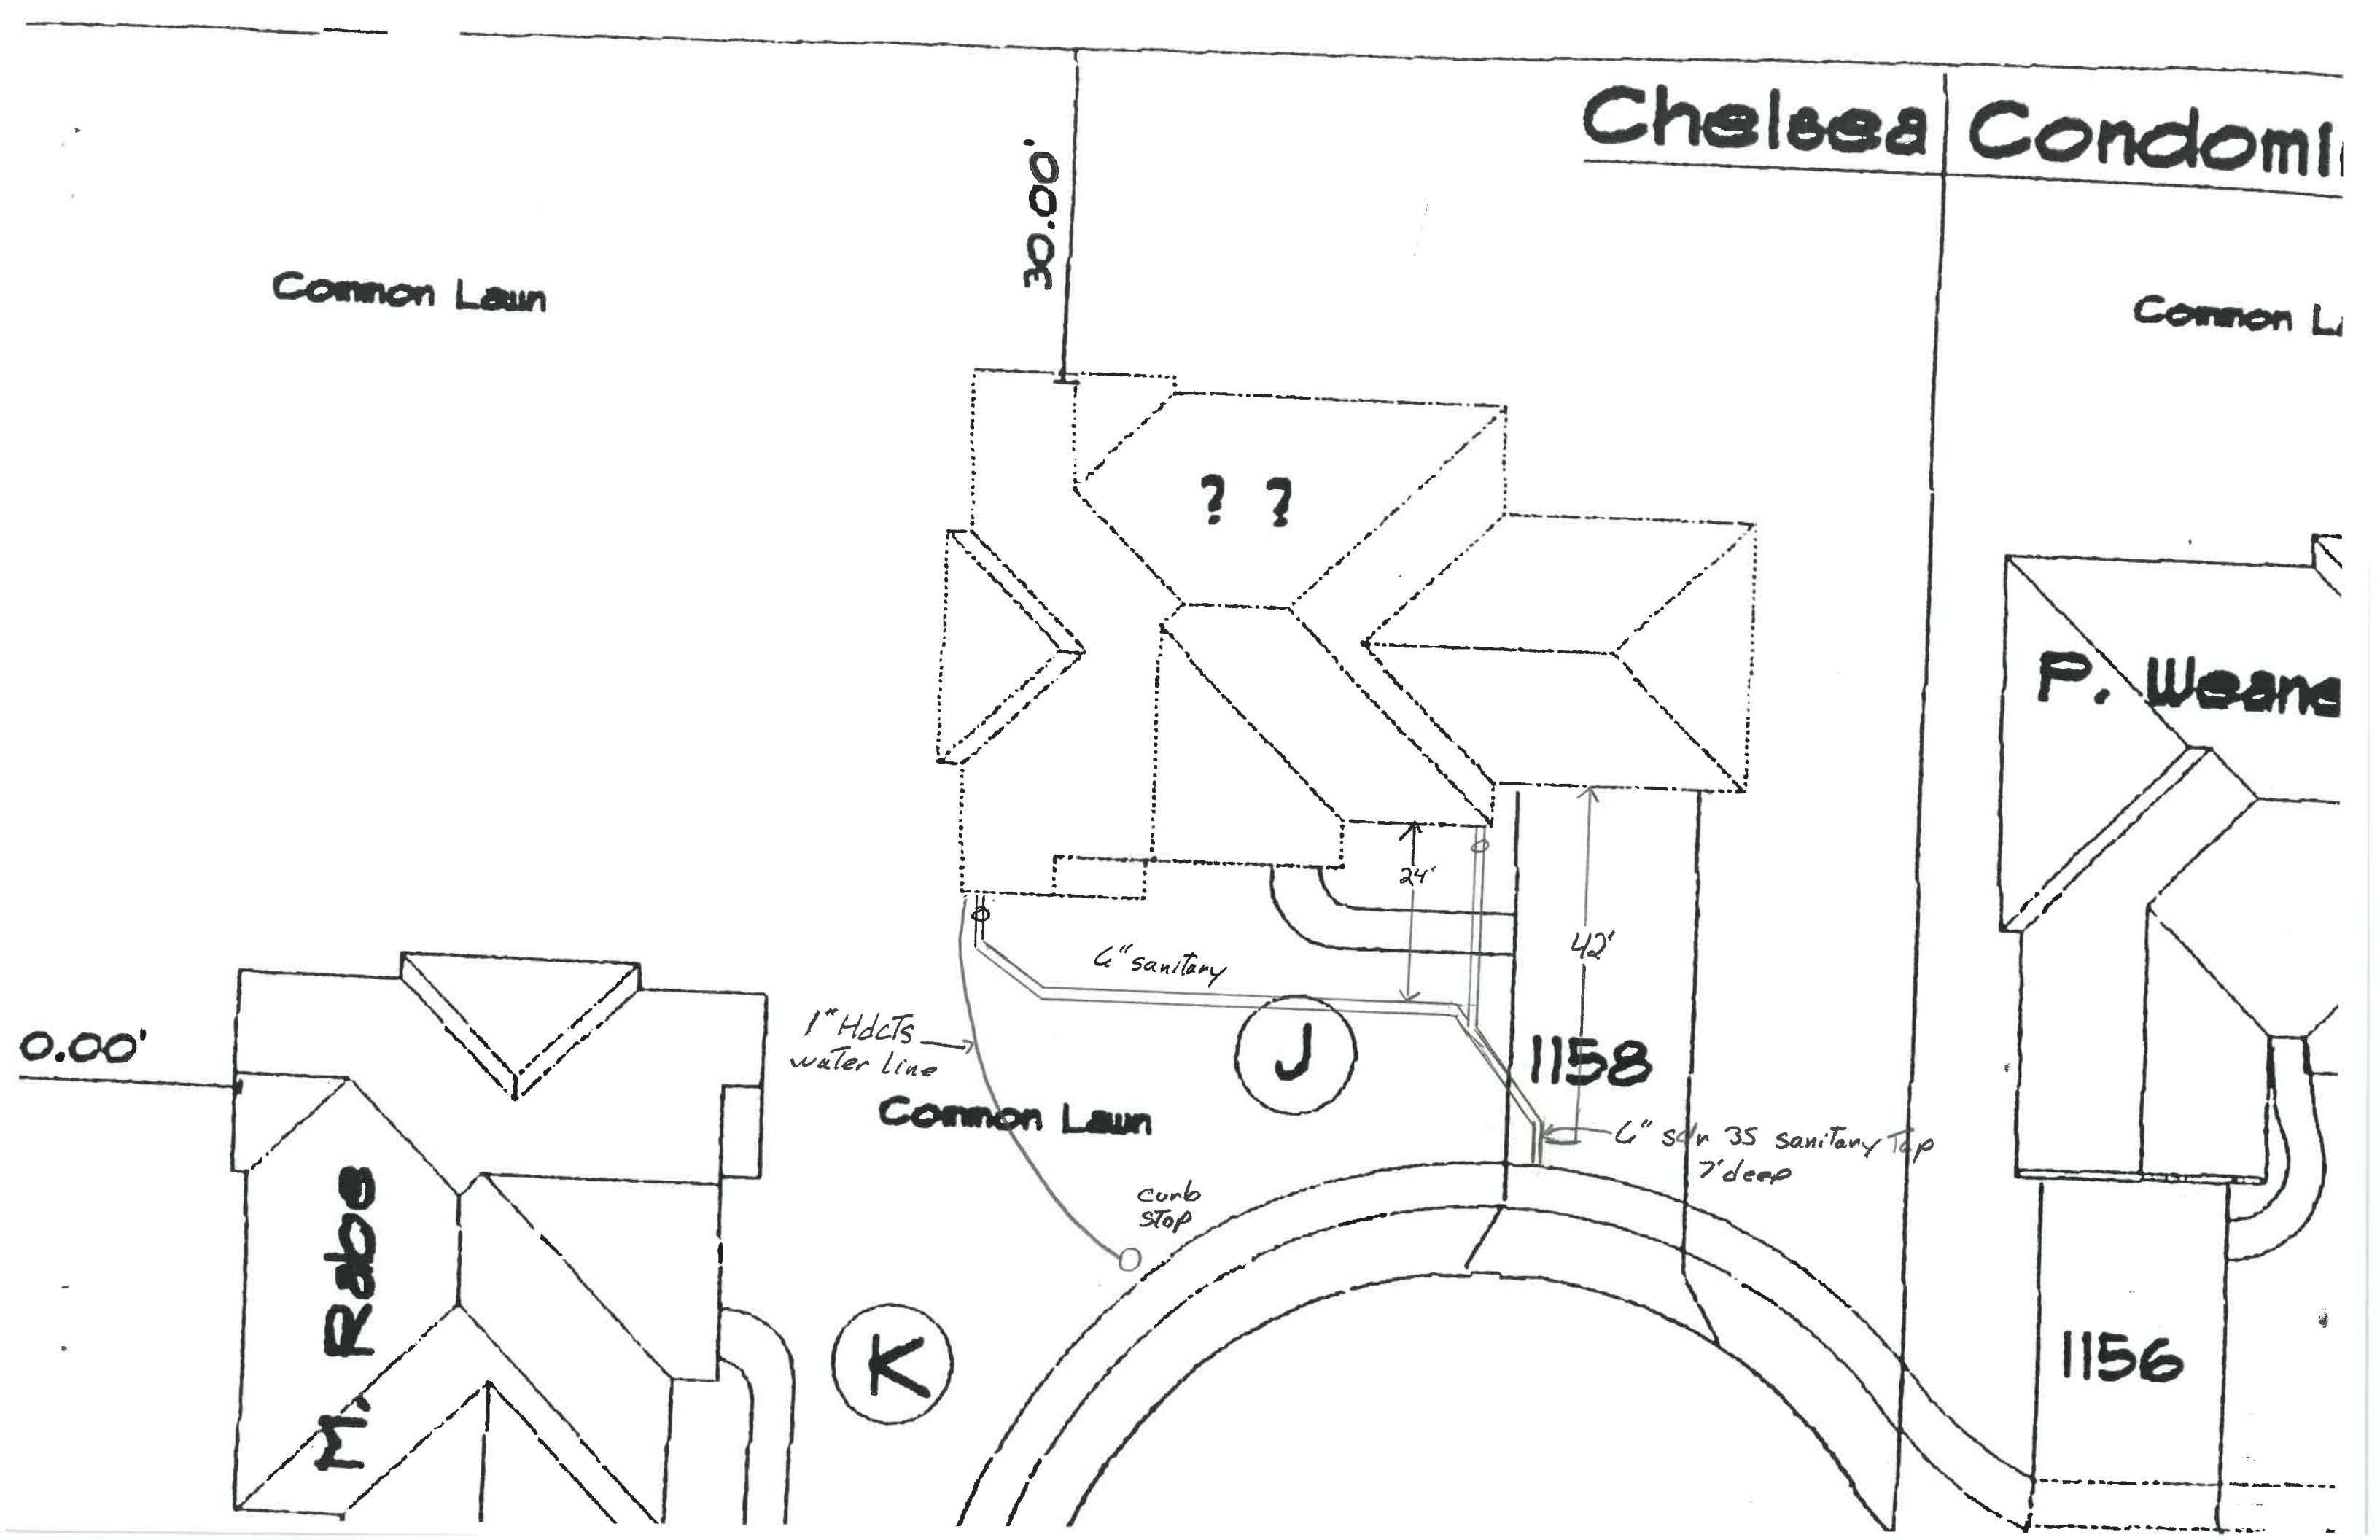 Chelsea Condomi
30.00'
Common Lawn
Common L
? ?
P. Weane
24'
42'
6" sanitary
0.00'
1" HdcTs
water line
J
1158
Common Lawn
6" sdr 35 sanitary Tap
7' deep
curb
stop
M. Rabe
K
1156